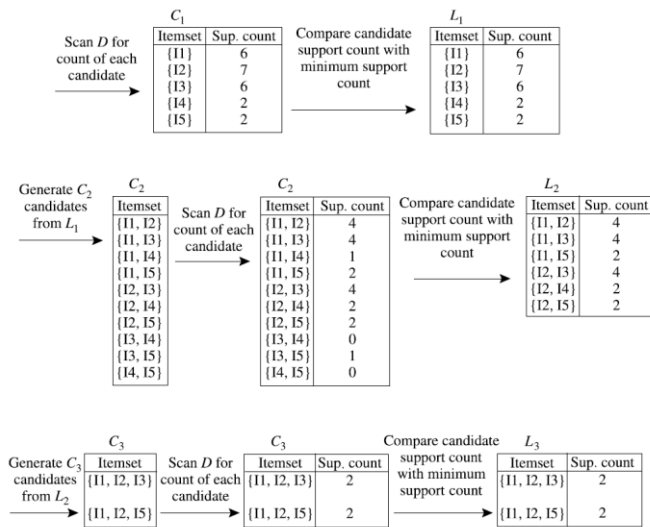 C1
Scan D for
count of each
candidate
Itemset Sup. count
{I1} 6
{I2} 7
{I3} 6
{I4} 2
{I5} 2
Compare candidate
support count with
minimum support
count
L1
Itemset Sup. count
{I1} 6
{I2} 7
{I3} 6
{I4} 2
{I5} 2
Generate C2
candidates
from L1
C2
Itemset
{I1, I2}
{I1, I3}
{I1, I4}
{I1, I5}
{I2, I3}
{I2, I4}
{I2, I5}
{I3, I4}
{I3, I5}
{I4, I5}
Scan D for
count of each
candidate
C2
Itemset Sup. count
{I1, I2} 4
{I1, I3} 4
{I1, I4} 1
{I1, I5} 2
{I2, I3} 4
{I2, I4} 2
{I2, I5} 2
{I3, I4} 0
{I3, I5} 1
{I4, I5} 0
Compare candidate
support count with
minimum support
count
L2
Itemset Sup. count
{I1, I2} 4
{I1, I3} 4
{I1, I5} 2
{I2, I3} 4
{I2, I4} 2
{I2, I5} 2
Generate C3
candidates
from L2
C3
Itemset
{I1, I2, I3}
{I1, I2, I5}
Scan D for
count of each
candidate
C3
Itemset Sup. count
{I1, I2, I3} 2
{I1, I2, I5} 2
Compare candidate
support count
with minimum
support count
L3
Itemset Sup. count
{I1, I2, I3} 2
{I1, I2, I5} 2